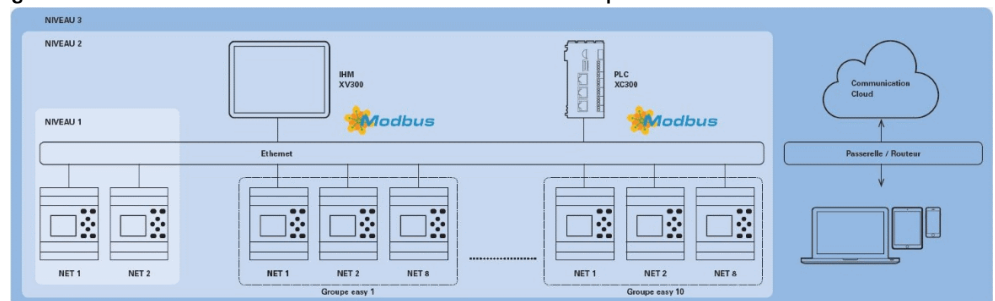 NIVEAU 3
NIVEAU 2
IHM
XV300
Modbus
PLC
XC300
Modbus
Communication
Cloud
NIVEAU 1
Ethernet
Passerelle / Routeur
NET 1
NET 2
NET 1
NET 2
NET 8
NET 1
NET 2
NET 8
Groupe easy 1
Groupe easy 10